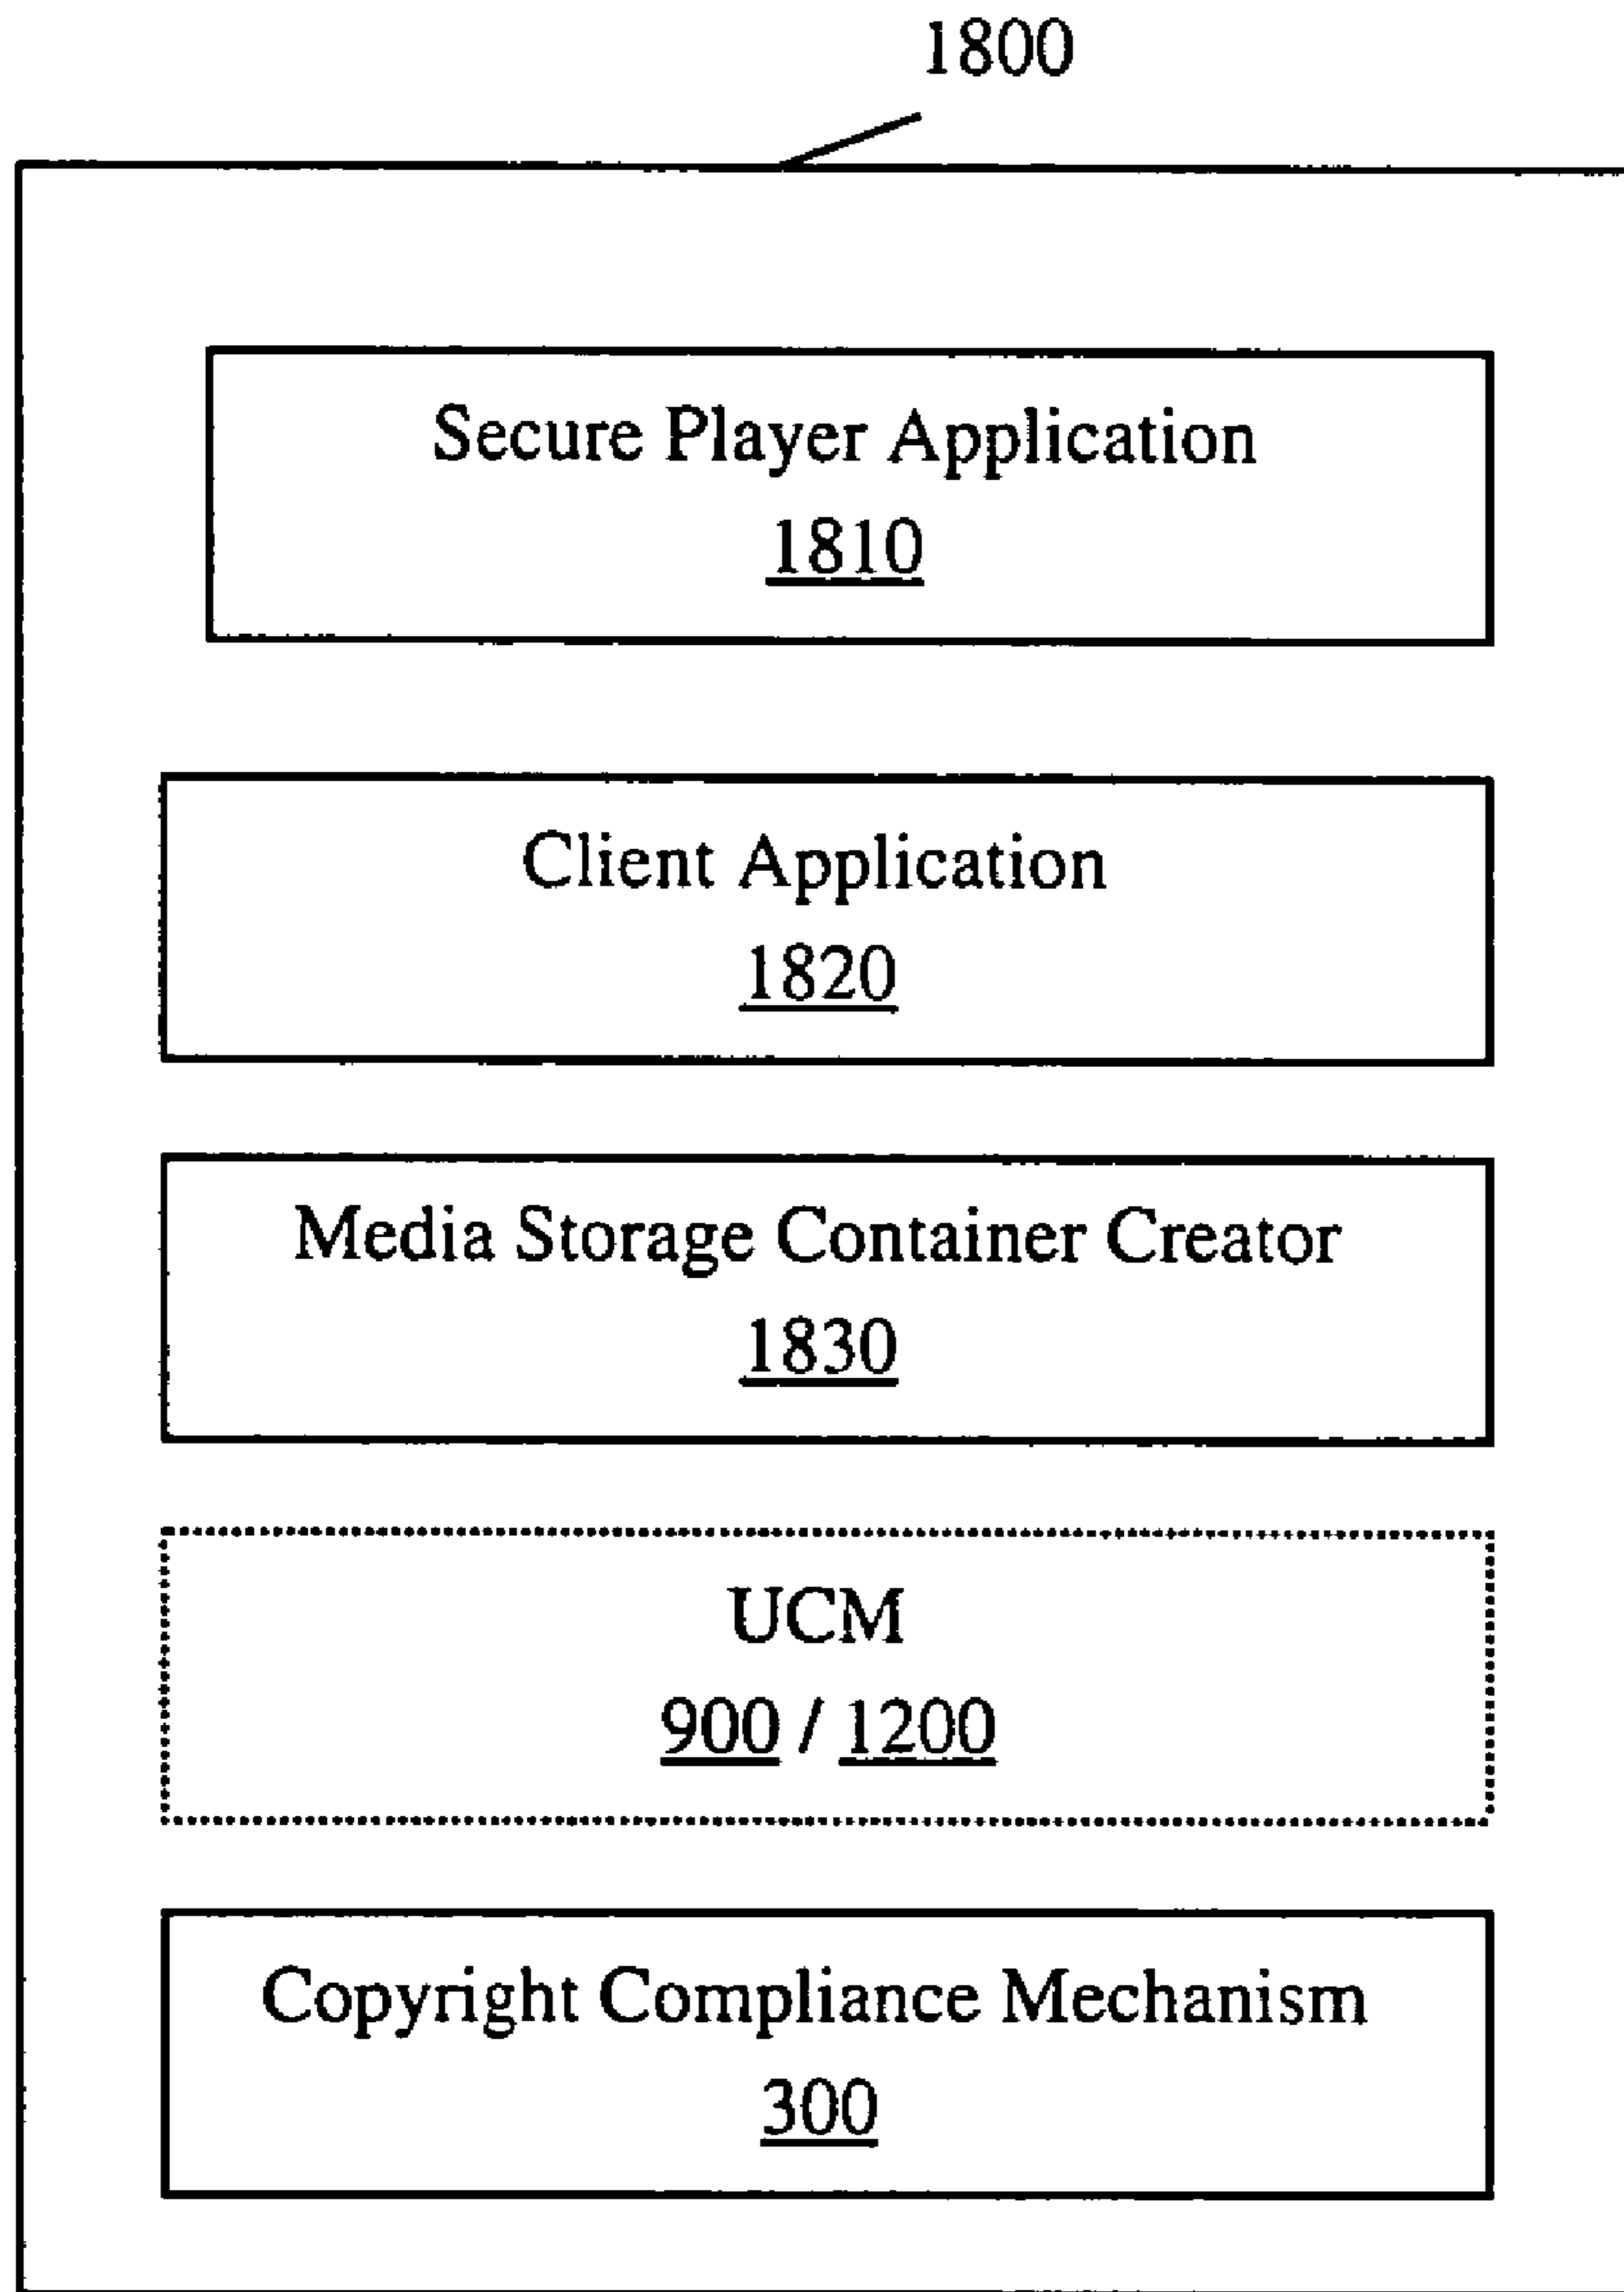 1800
Secure Player Application
1810
Client Application
1820
Media Storage Container Creator
1830
UCM
900 / 1200
Copyright Compliance Mechanism
300